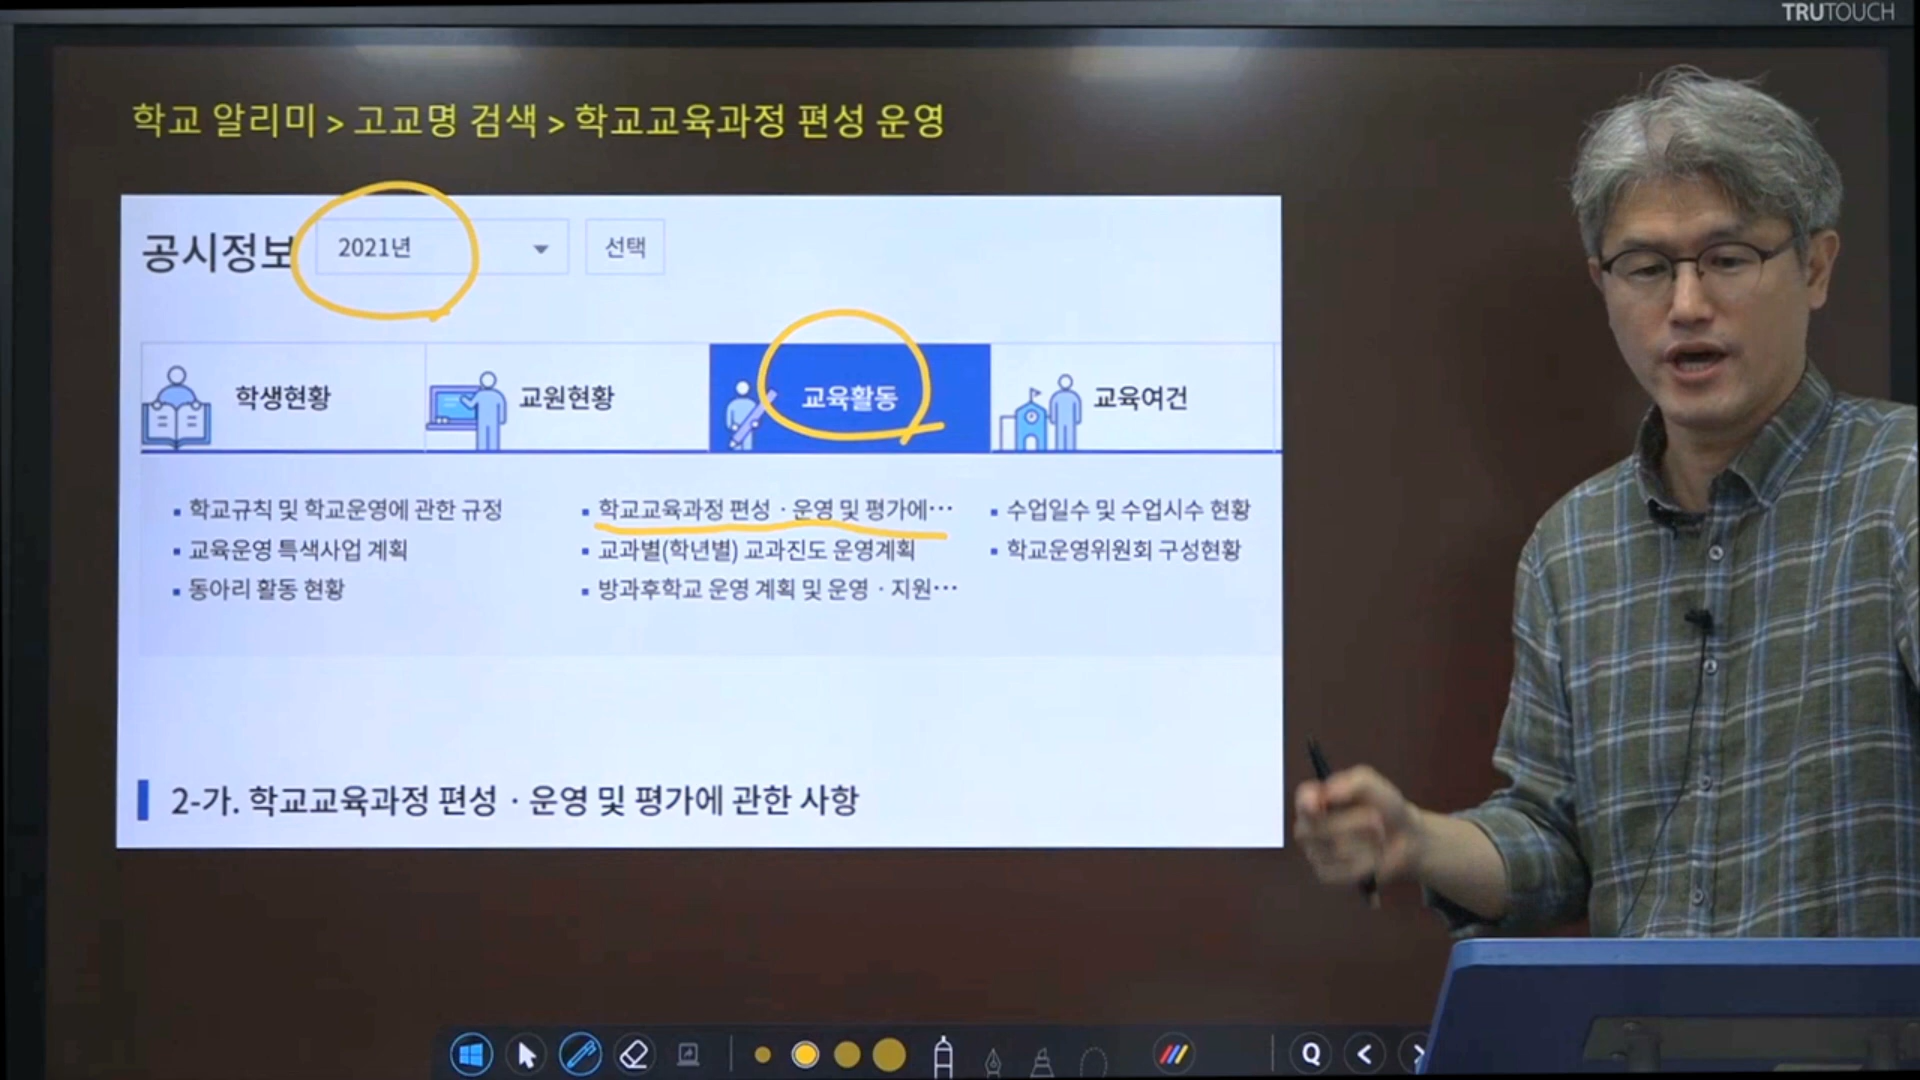 TRUTOUCH
학교 알리미 > 고교명 검색 > 학교교육과정 편성 운영
공시정보 2021년 선택
학생현황 교원현황 교육활동 교육여건
▪ 학교규칙 및 학교운영에 관한 규정 ▪ 학교교육과정 편성 · 운영 및 평가에··· ▪ 수업일수 및 수업시수 현황
▪ 교육운영 특색사업 계획 ▪ 교과별(학년별) 교과진도 운영계획 ▪ 학교운영위원회 구성현황
▪ 동아리 활동 현황 ▪ 방과후학교 운영 계획 및 운영 · 지원···
2-가. 학교교육과정 편성 · 운영 및 평가에 관한 사항